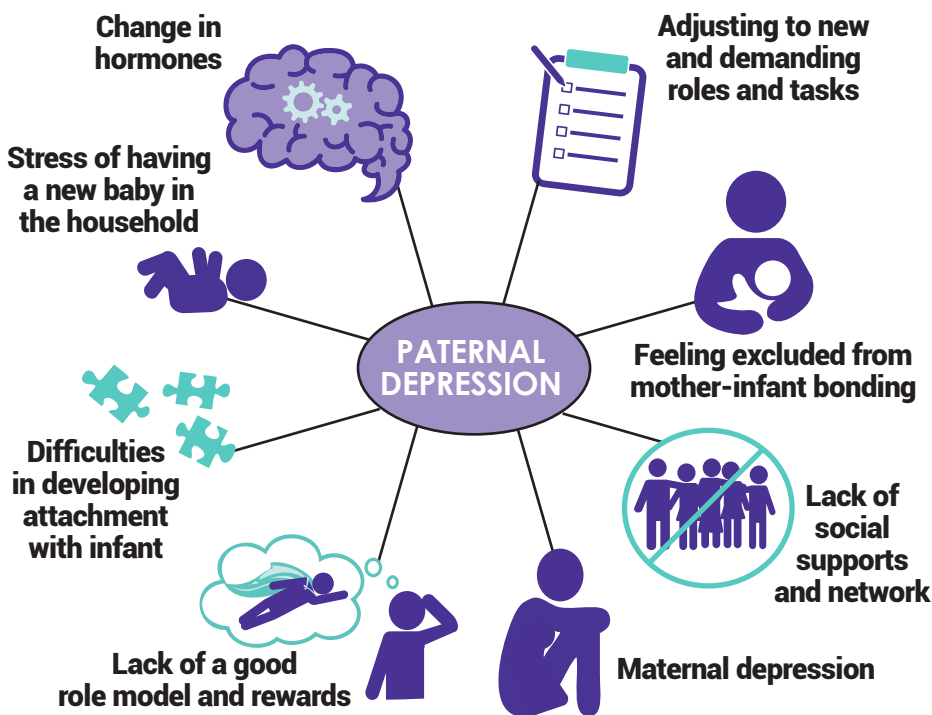 Change in
hormones
Adjusting to new
and demanding
roles and tasks
Stress of having
a new baby in
the household
PATERNAL
DEPRESSION
Feeling excluded from
mother-infant bonding
Difficulties
in developing
attachment
with infant
Lack of
social
supports
and network
Lack of a good
role model and rewards
Maternal depression